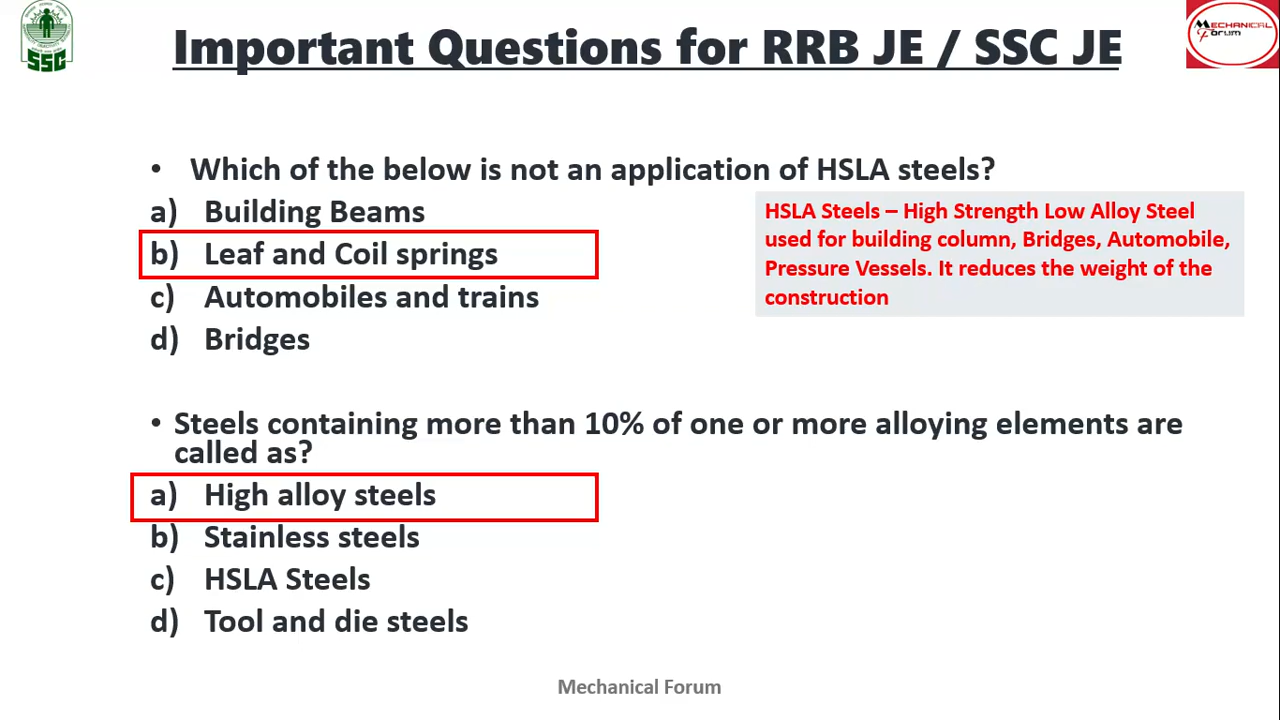 SSC
Important Questions for RRB JE / SSC JE
MECHANICAL
Forum
• Which of the below is not an application of HSLA steels?
a) Building Beams
b) Leaf and Coil springs
c) Automobiles and trains
d) Bridges
HSLA Steels – High Strength Low Alloy Steel
used for building column, Bridges, Automobile,
Pressure Vessels. It reduces the weight of the
construction
• Steels containing more than 10% of one or more alloying elements are
called as?
a) High alloy steels
b) Stainless steels
c) HSLA Steels
d) Tool and die steels
Mechanical Forum